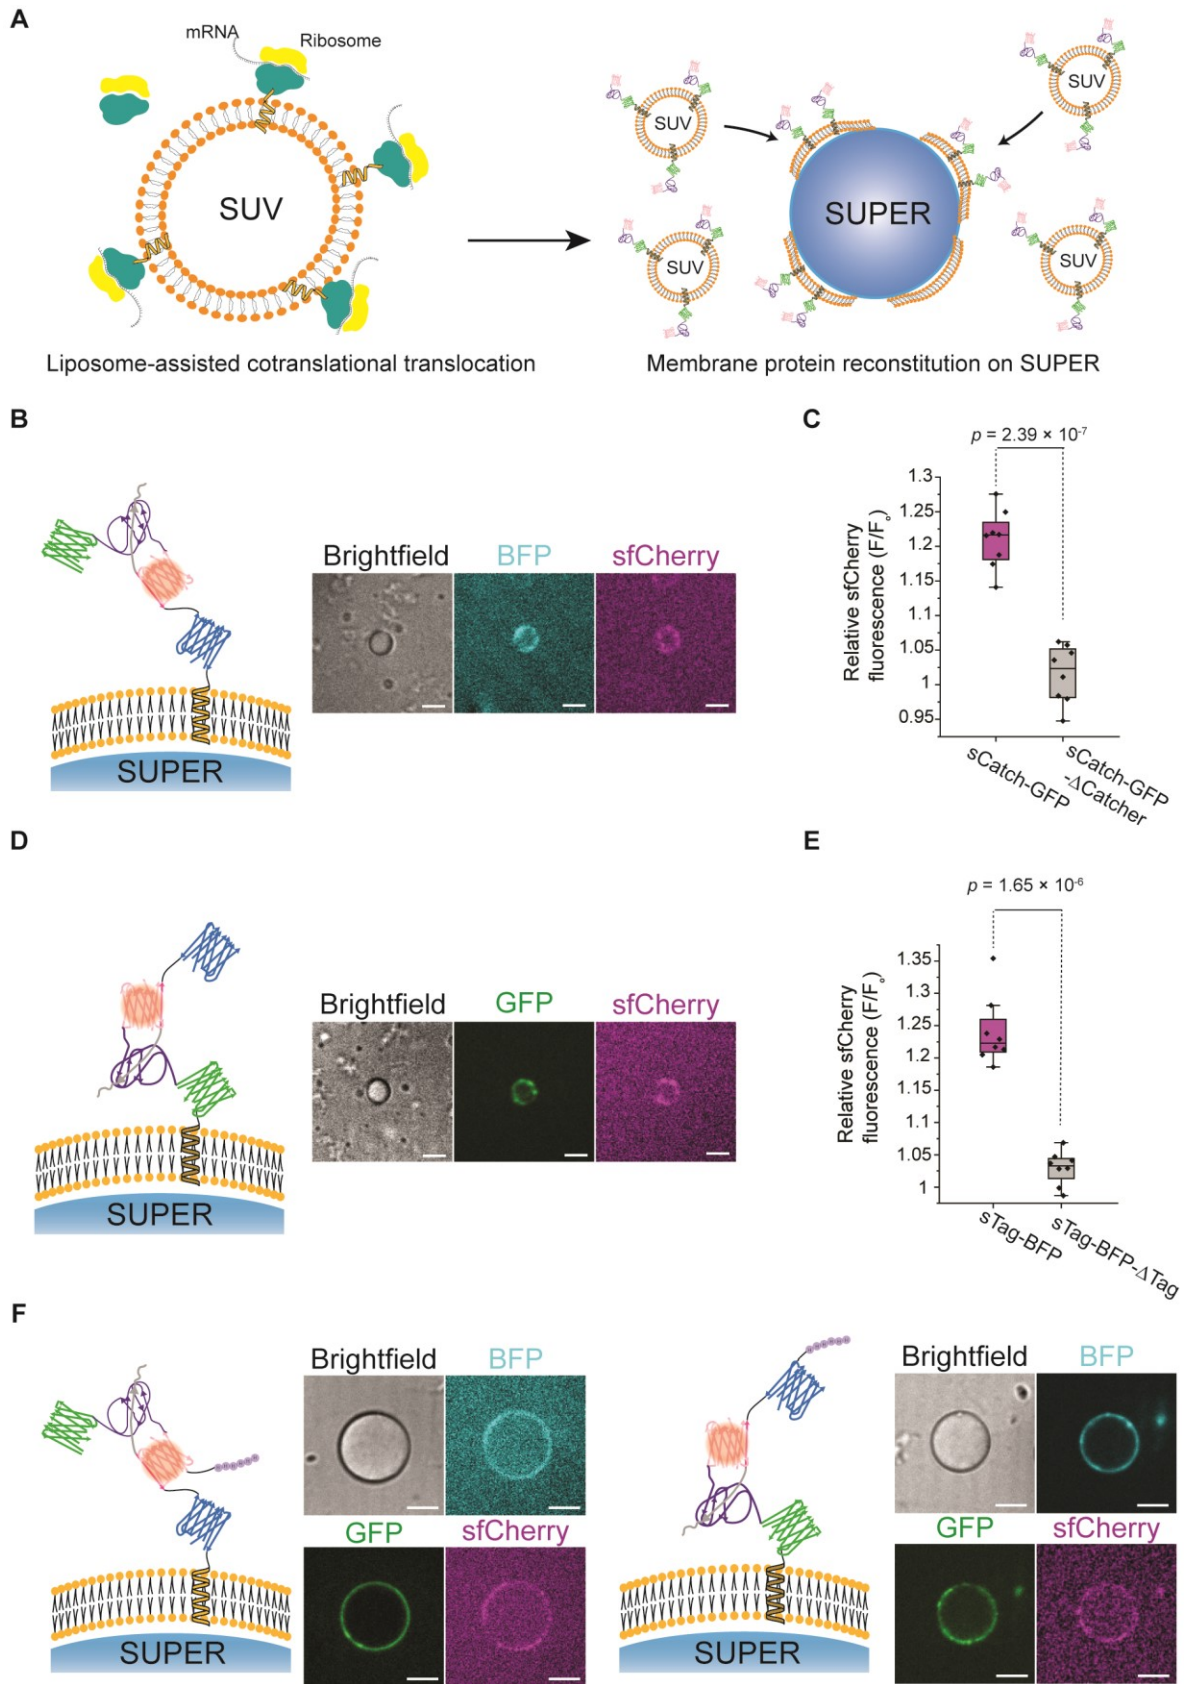 A
mRNA
Ribosome
SUV
SUV
SUV
SUV
SUV
SUPER
Liposome-assisted cotranslational translocation
Membrane protein reconstitution on SUPER
B
Brightfield
BFP
sfCherry
SUPER
C
p = 2.39 × 10⁻⁷
Relative sfCherry
fluorescence (F/Fₒ)
1.3
1.25
1.2
1.15
1.1
1.05
1
0.95
sCatch-GFP
sCatch-GFP
-ΔCatcher
D
Brightfield
GFP
sfCherry
SUPER
E
p = 1.65 × 10⁻⁶
Relative sfCherry
fluorescence (F/Fₒ)
1.35
1.3
1.25
1.2
1.15
1.1
1.05
1
sTag-BFP
sTag-BFP-ΔTag
F
Brightfield
BFP
GFP
sfCherry
SUPER
Brightfield
BFP
GFP
sfCherry
SUPER